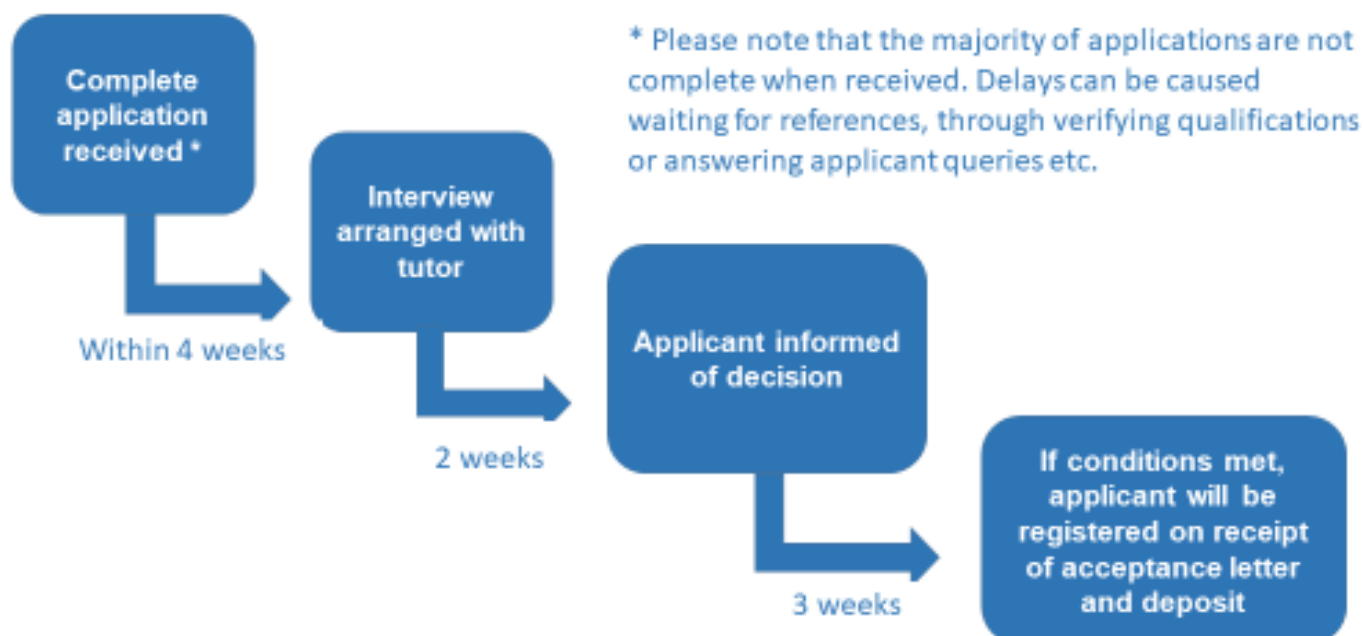 Complete
application
received *
* Please note that the majority of applications are not
complete when received. Delays can be caused
waiting for references, through verifying qualifications
or answering applicant queries etc.
Interview
arranged with
tutor
Within 4 weeks
Applicant informed
of decision
2 weeks
If conditions met,
applicant will be
registered on receipt
of acceptance letter
and deposit
3 weeks